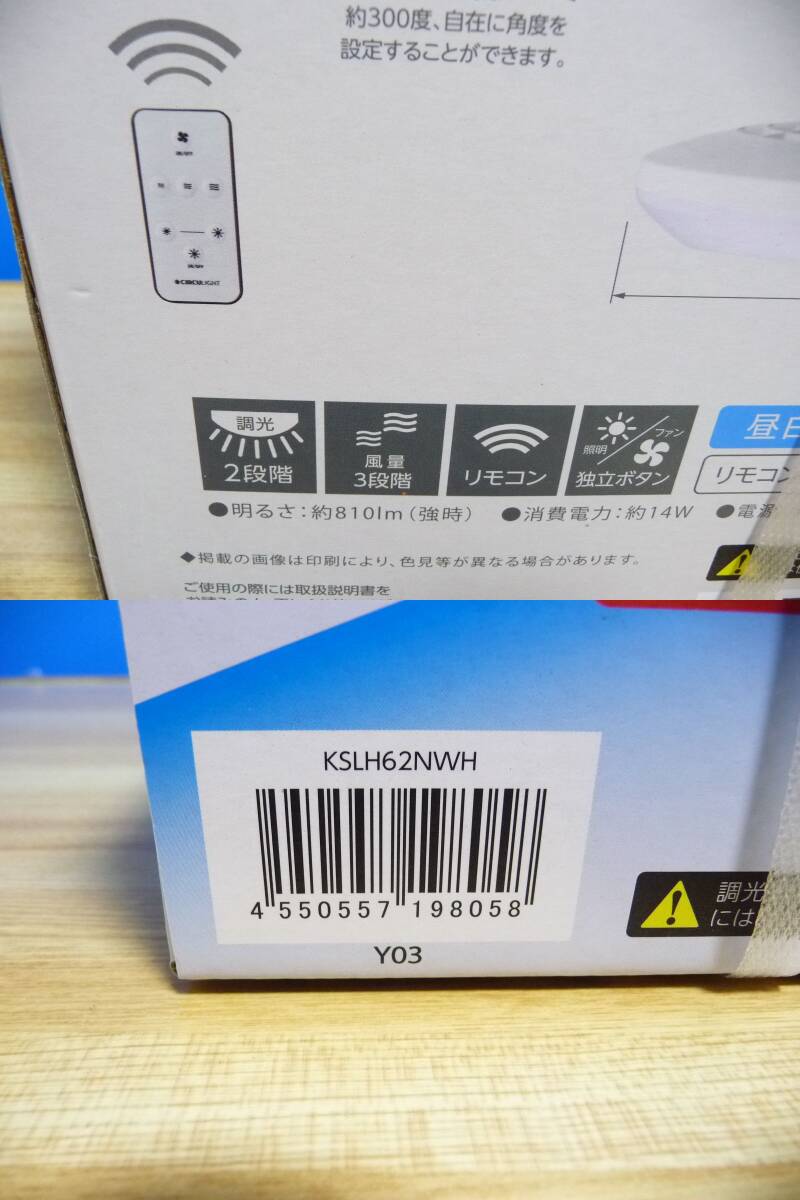 約300度、自在に角度を
設定することができます。
ON/OFF
ON/OFF
CIRCULIGHT
調光
2段階
風量
3段階
リモコン
照明／ファン
独立ボタン
昼白
リモコン
●明るさ：約810lm（強時） ●消費電力：約14W ●電源
◆掲載の画像は印刷により、色見等が異なる場合があります。
ご使用の際には取扱説明書を
KSLH62NWH
4 550557 198058
Y03
調光
には